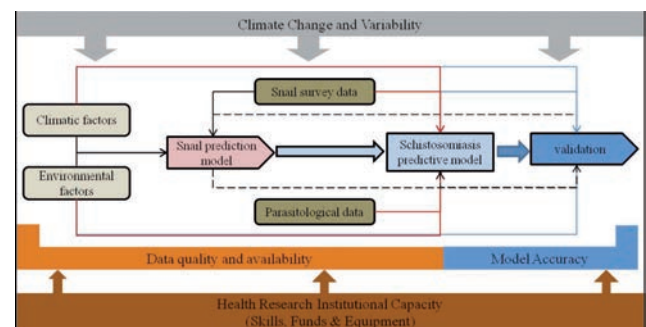 Climate Change and Variability
Snail survey data
Climatic factors
Snail prediction
model
Schistosomiasis
predictive model
validation
Environmental
factors
Parasitological data
Data quality and availability
Model Accuracy
Health Research Institutional Capacity
(Skills, Funds & Equipment)